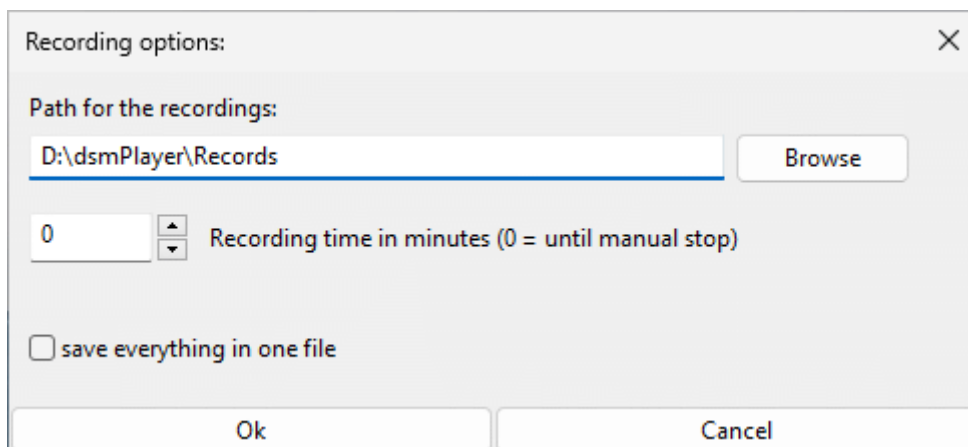 Recording options:
Path for the recordings:
D:\dsmPlayer\Records
Browse
0
Recording time in minutes (0 = until manual stop)
save everything in one file
Ok
Cancel